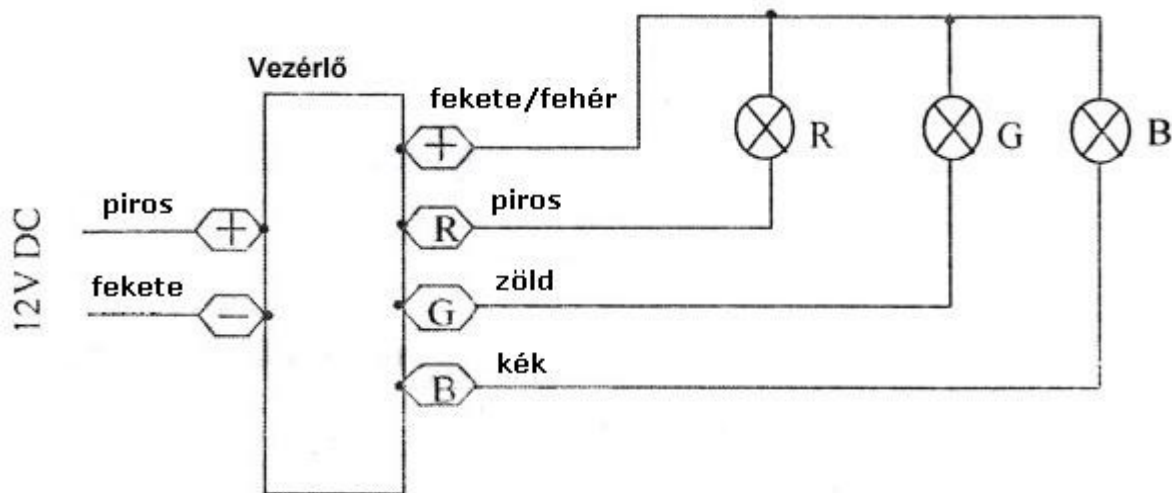 Vezérlő
fekete/fehér
+
R
G
B
piros
+
piros
R
12V DC
fekete
−
zöld
G
kék
B